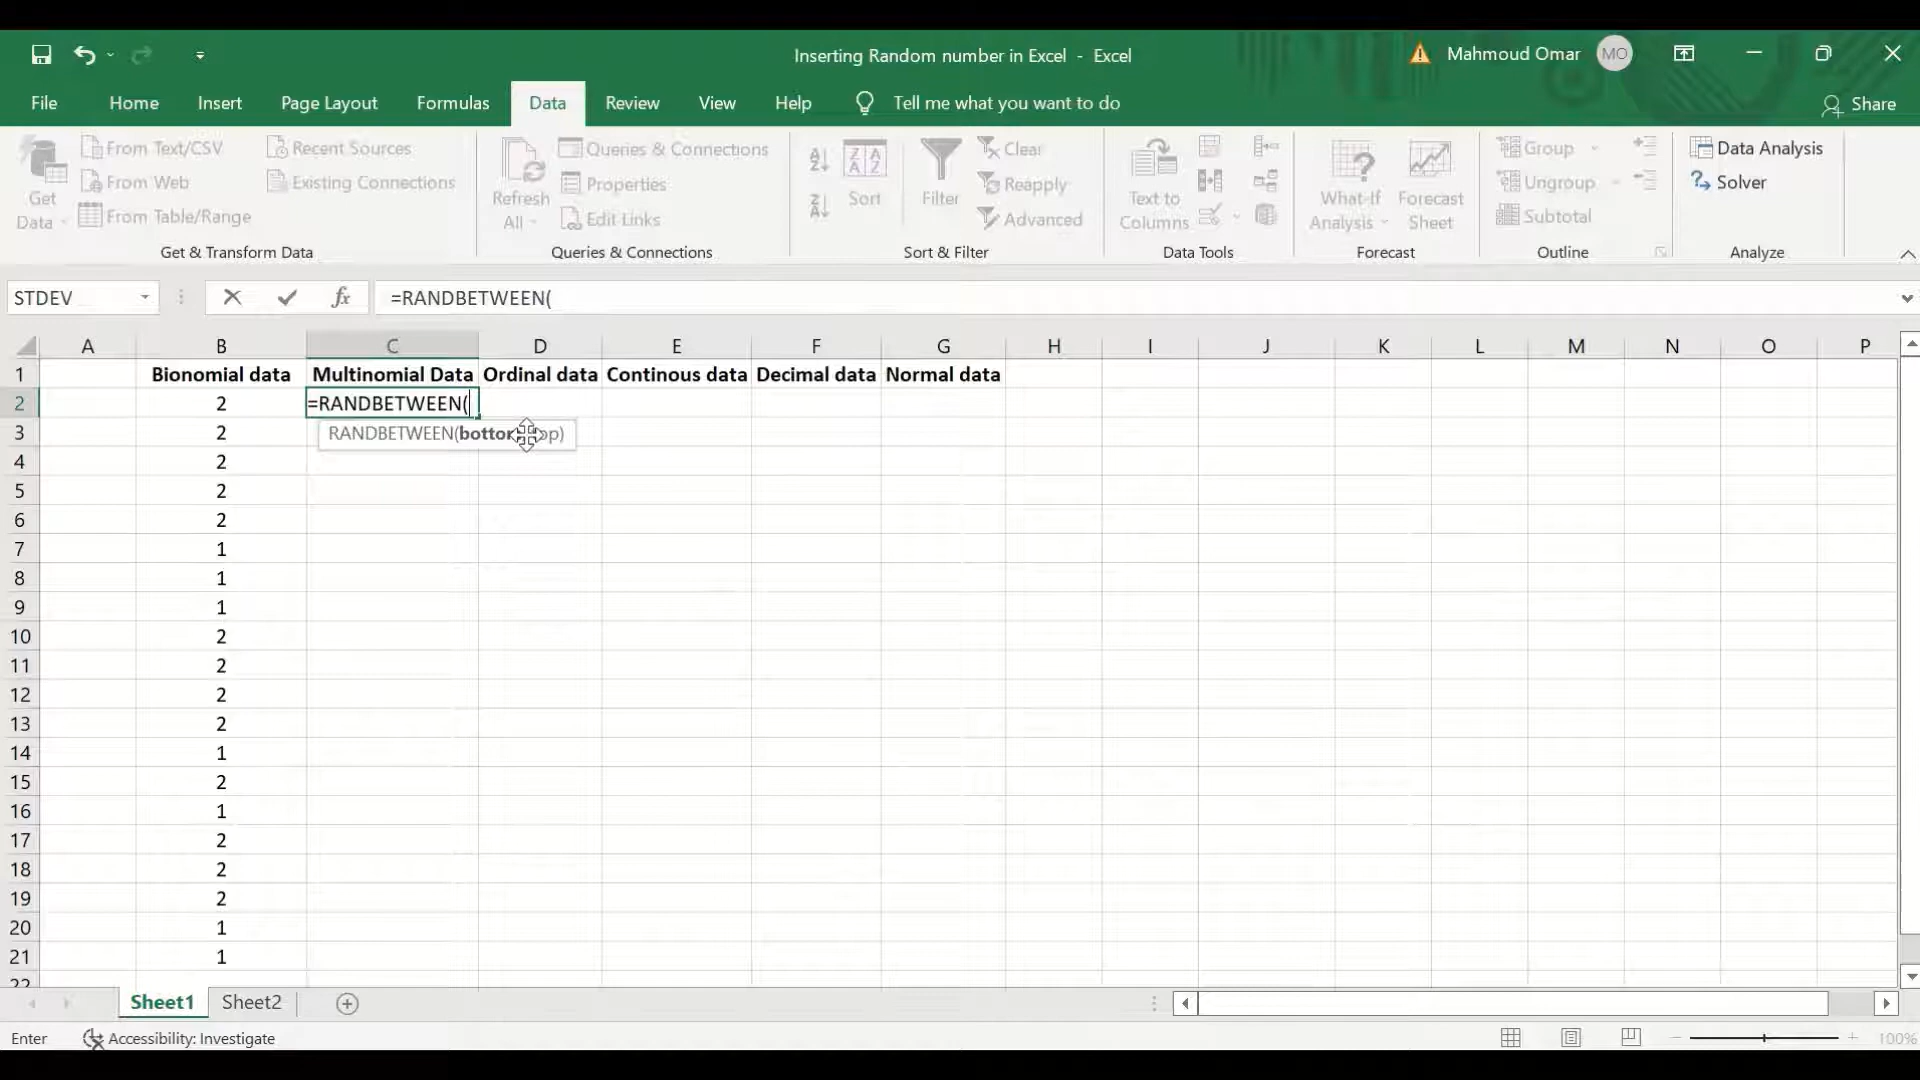 Inserting Random number in Excel - Excel
Mahmoud Omar MO
File Home Insert Page Layout Formulas Data Review View Help Tell me what you want to do Share
Get Data
From Text/CSV
From Web
From Table/Range
Recent Sources
Existing Connections
Get & Transform Data
Refresh All
Queries & Connections
Properties
Edit Links
Queries & Connections
Sort
Filter
Clear
Reapply
Advanced
Sort & Filter
Text to Columns
Data Tools
What-If Analysis
Forecast Sheet
Forecast
Group
Ungroup
Subtotal
Outline
Data Analysis
Solver
Analyze
STDEV fx =RANDBETWEEN(
A B C D E F G H I J K L M N O P
1 Bionomial data Multinomial Data Ordinal data Continous data Decimal data Normal data
2 2 =RANDBETWEEN(
3 2 RANDBETWEEN(
4 2
5 2
6 2
7 1
8 1
9 1
10 2
11 2
12 2
13 2
14 1
15 2
16 1
17 2
18 2
19 2
20 1
21 1
22
Sheet1 Sheet2
Enter Accessibility: Investigate 100%